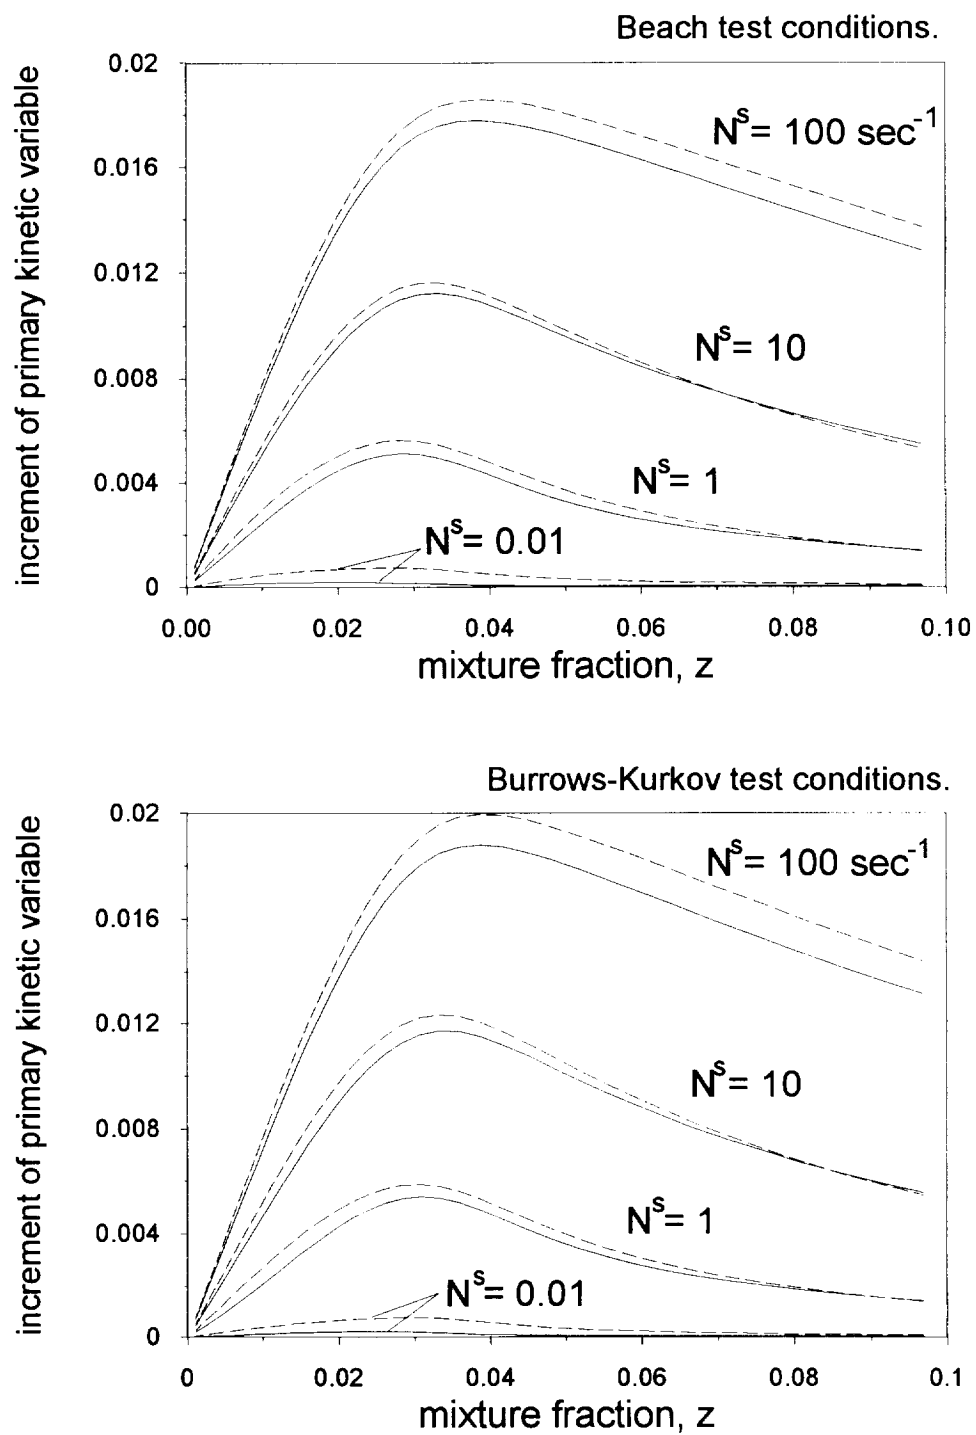 Beach test conditions.
increment of primary kinetic variable
0.02
0.016
0.012
0.008
0.004
0
N^s= 100 sec^-1
N^s= 10
N^s= 1
N^s= 0.01
0.00 0.02 0.04 0.06 0.08 0.10
mixture fraction, z
Burrows-Kurkov test conditions.
increment of primary kinetic variable
0.02
0.016
0.012
0.008
0.004
0
N^s= 100 sec^-1
N^s= 10
N^s= 1
N^s= 0.01
0 0.02 0.04 0.06 0.08 0.1
mixture fraction, z